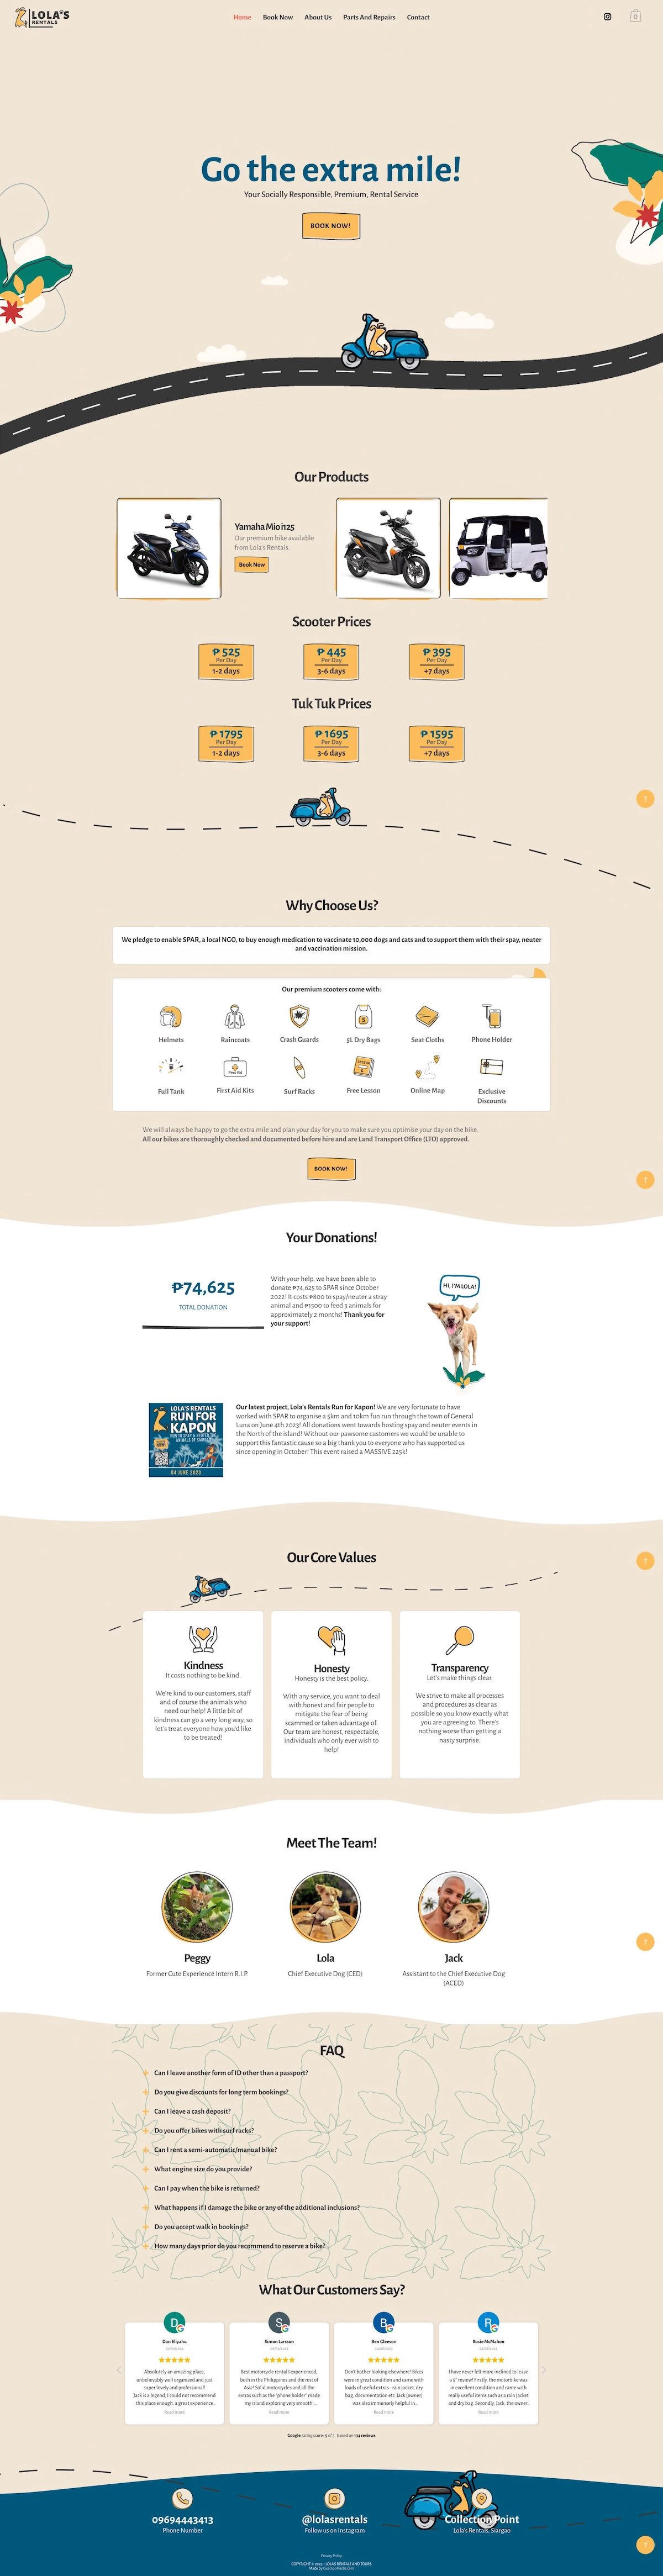 LOLA'S
RENTALS
Home Book Now About Us Parts And Repairs Contact
0
Go the extra mile!
Your Socially Responsible, Premium, Rental Service
BOOK NOW!
Our Products
Yamaha Mio i125
Our premium bike available
from Lola's Rentals.
Book Now
Scooter Prices
₱ 525 ₱ 445 ₱ 395
Per Day Per Day Per Day
1-2 days 3-6 days +7 days
Tuk Tuk Prices
₱ 1795 ₱ 1695 ₱ 1595
Per Day Per Day Per Day
1-2 days 3-6 days +7 days
Why Choose Us?
We pledge to enable SPAR, a local NGO, to buy enough medication to vaccinate 10,000 dogs and cats and to support them with their spay, neuter
and vaccination mission.
Our premium scooters come with:
Helmets Raincoats Crash Guards 5L Dry Bags Seat Cloths Phone Holder
Full Tank First Aid Kits Surf Racks Free Lesson Online Map Exclusive
Discounts
We will always be happy to go the extra mile and plan your day for you to make sure you optimise your day on the bike.
All our bikes are thoroughly checked and documented before hire and are Land Transport Office (LTO) approved.
BOOK NOW!
Your Donations!
₱74,625
TOTAL DONATION
With your help, we have been able to
donate ₱74,625 to SPAR since October
2022! It costs ₱800 to spay/neuter a stray
animal and ₱1500 to feed 3 animals for
approximately 2 months! Thank you for
your support!
HI, I'M LOLA!
LOLA'S RENTALS
RUN FOR
KAPON
04 JUNE 2023
Our latest project, Lola's Rentals Run for Kapon! We are very fortunate to have
worked with SPAR to organise a 5km and 10km fun run through the town of General
Luna on June 4th 2023! All donations went towards hosting spay and neuter events in
the North of the island! Without our pawsome customers we would be unable to
support this fantastic cause so a big thank you to everyone who has supported us
since opening in October! This event raised a MASSIVE 225k!
Our Core Values
Kindness
It costs nothing to be kind.
We're kind to our customers, staff
and of course the animals who
need our help! A little bit of
kindness can go a very long way, so
let's treat everyone how you'd like
to be treated!
Honesty
Honesty is the best policy.
With any service, you want to deal
with honest and fair people to
mitigate the fear of being
scammed or taken advantage of.
Our team are honest, respectable,
individuals who only ever wish to
help!
Transparency
Let's make things clear.
We strive to make all processes
and procedures as clear as
possible so you know exactly what
you are agreeing to. There's
nothing worse than getting a
nasty surprise.
Meet The Team!
Peggy
Former Cute Experience Intern R.I.P.
Lola
Chief Executive Dog (CED)
Jack
Assistant to the Chief Executive Dog
(ACED)
FAQ
Can I leave another form of ID other than a passport?
Do you give discounts for long term bookings?
Can I leave a cash deposit?
Do you offer bikes with surf racks?
Can I rent a semi-automatic/manual bike?
What engine size do you provide?
Can I pay when the bike is returned?
What happens if I damage the bike or any of the additional inclusions?
Do you accept walk in bookings?
How many days prior do you recommend to reserve a bike?
What Our Customers Say?
D
Don Eliyaho
Absolutely an amazing place,
unbelievably well organized and just
super lovely and professional!
Jack is a legend, I could not recommend
this place enough, a great experience...
Read more
S
Simon Larsson
Best motorcycle rental I experienced,
both in the Philippines and the rest of
Asia! Solid motorcycles and all the
extras such as the "phone holder" made
my island exploring very smooth!...
Read more
B
Ben Gleeson
Don't bother looking elsewhere! Bikes
were in great condition and came with
loads of useful extras - rain jacket, dry
bag, documentation etc. Jack (owner)
was also immensely helpful in...
Read more
R
Rosie McMahon
I have never felt more inclined to leave
a 5* review! Firstly, the motorbike was
in excellent condition and came with
really useful items such as a rain jacket
and dry bag. Secondly, Jack, the owner,
Read more
Google rating score: 5 of 5, based on 134 reviews
09694443413
Phone Number
@lolasrentals
Follow us on Instagram
Collection Point
Lola's Rentals, Siargao
Privacy Policy
COPYRIGHT © 2023 - LOLA'S RENTALS AND TOURS